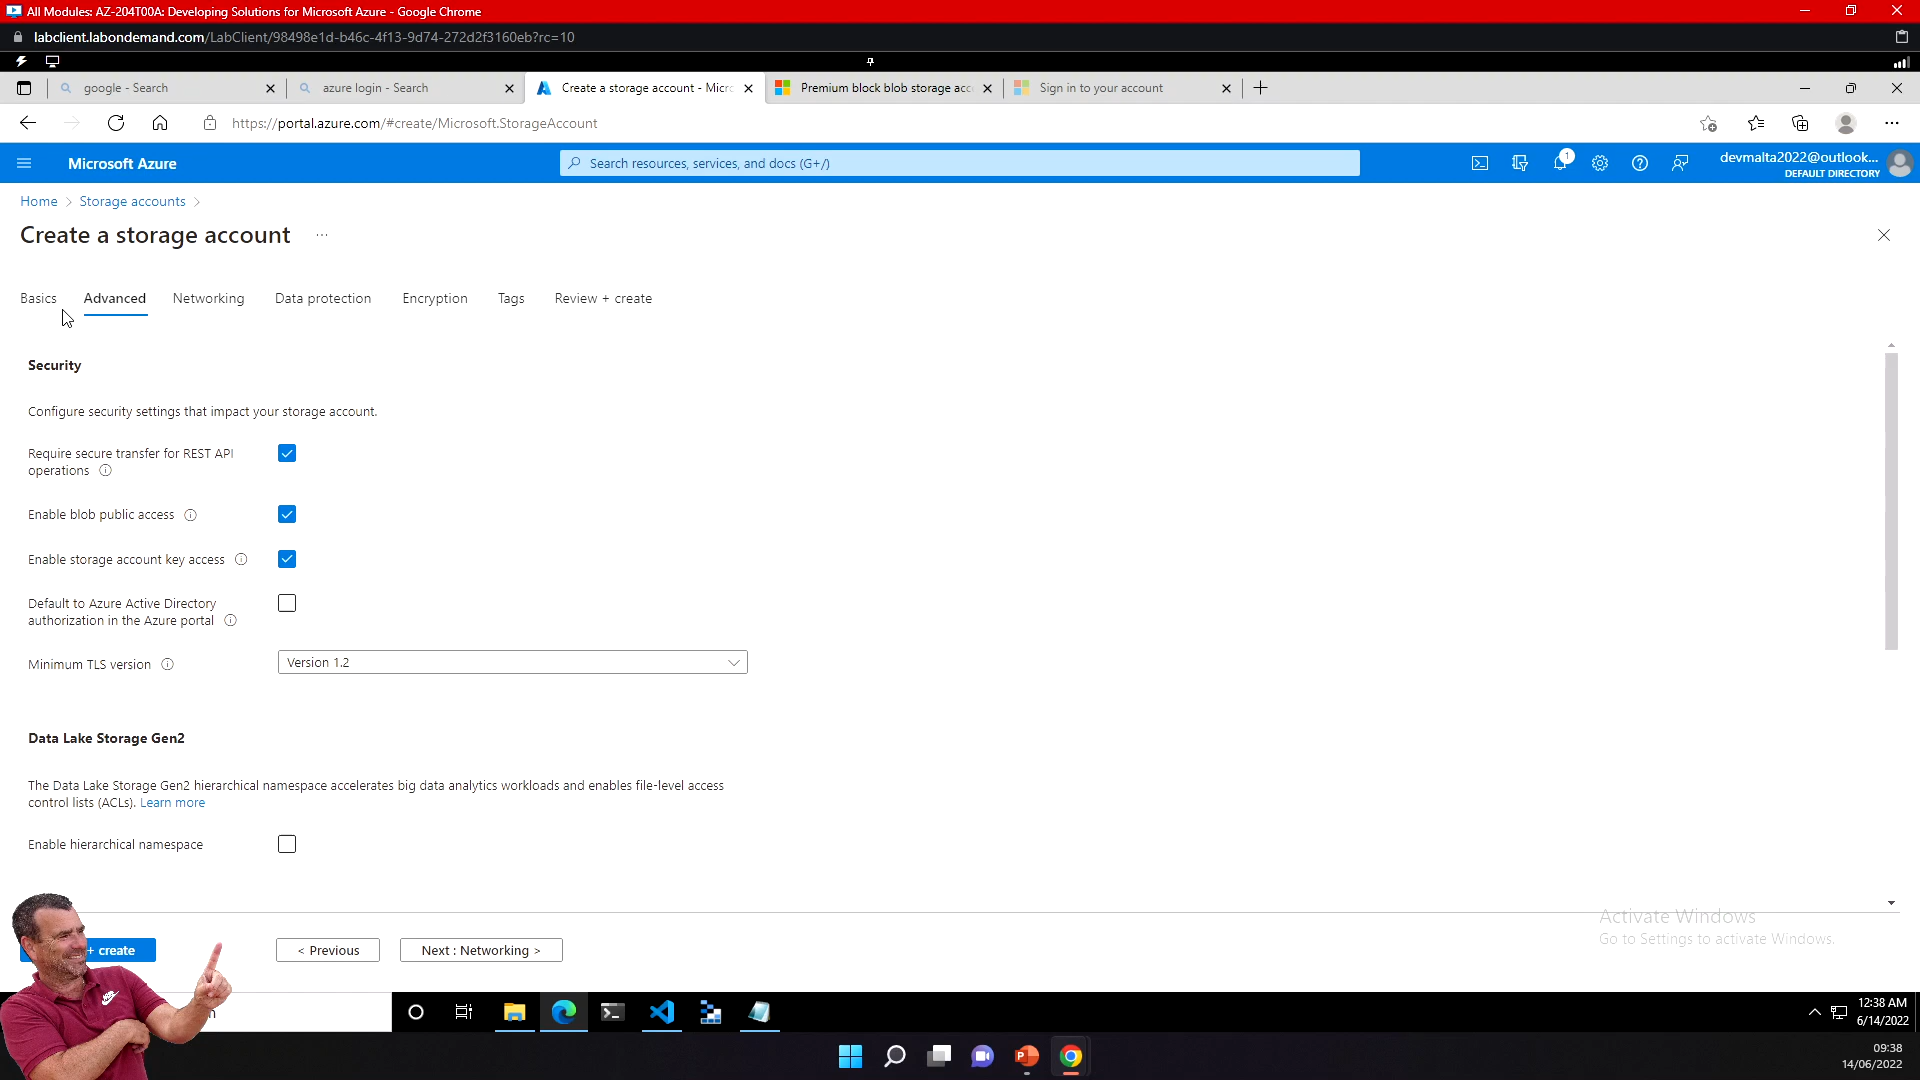 All Modules: AZ-204T00A: Developing Solutions for Microsoft Azure - Google Chrome
labclient.labondemand.com/LabClient/98498e1d-b46c-4f13-9d74-272d2f3160eb?rc=10
google - Search
azure login - Search
Create a storage account - Micr
Premium block blob storage acc
Sign in to your account
https://portal.azure.com/#create/Microsoft.StorageAccount
Microsoft Azure
Search resources, services, and docs (G+/)
1
devmalta2022@outlook...
DEFAULT DIRECTORY
Home > Storage accounts >
Create a storage account ...
Basics Advanced Networking Data protection Encryption Tags Review + create
Security
Configure security settings that impact your storage account.
Require secure transfer for REST API
operations
Enable blob public access
Enable storage account key access
Default to Azure Active Directory
authorization in the Azure portal
Minimum TLS version
Version 1.2
Data Lake Storage Gen2
The Data Lake Storage Gen2 hierarchical namespace accelerates big data analytics workloads and enables file-level access
control lists (ACLs). Learn more
Enable hierarchical namespace
Activate Windows
Go to Settings to activate Windows.
+ create
< Previous
Next : Networking >
12:38 AM
6/14/2022
09:38
14/06/2022